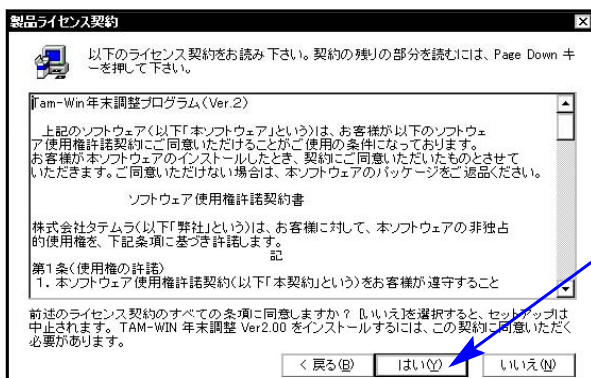 製品ライセンス契約
以下のライセンス契約をお読み下さい。契約の残りの部分を読むには、Page Down キ
ーを押して下さい。
Tam-Win年末調整プログラム(Ver.2)
上記のソフトウェア(以下「本ソフトウェア」という)は、お客様が以下のソフトウェ
ア使用権許諾契約にご同意いただけることがご使用の条件になっております。
お客様が本ソフトウェアのインストールしたとき、契約にご同意いただいたものとさせて
いただきます。ご同意いただけない場合は、本ソフトウェアのパッケージをご返品ください。
ソフトウェア使用権許諾契約書
株式会社タテムラ(以下「弊社」という)は、お客様に対して、本ソフトウェアの非独占
的使用権を、下記条項に基づき許諾します。
記
第1条(使用権の許諾)
1. 本ソフトウェア使用権許諾契約(以下「本契約」という)をお客様が遵守すること
前述のライセンス契約のすべての条項に同意しますか? [いいえ]を選択すると、セットアップは
中止されます。 TAM-WIN 年末調整 Ver2.00 をインストールするには、この契約に同意いただく
必要があります。
< 戻る(B) はい(Y) いいえ(N)